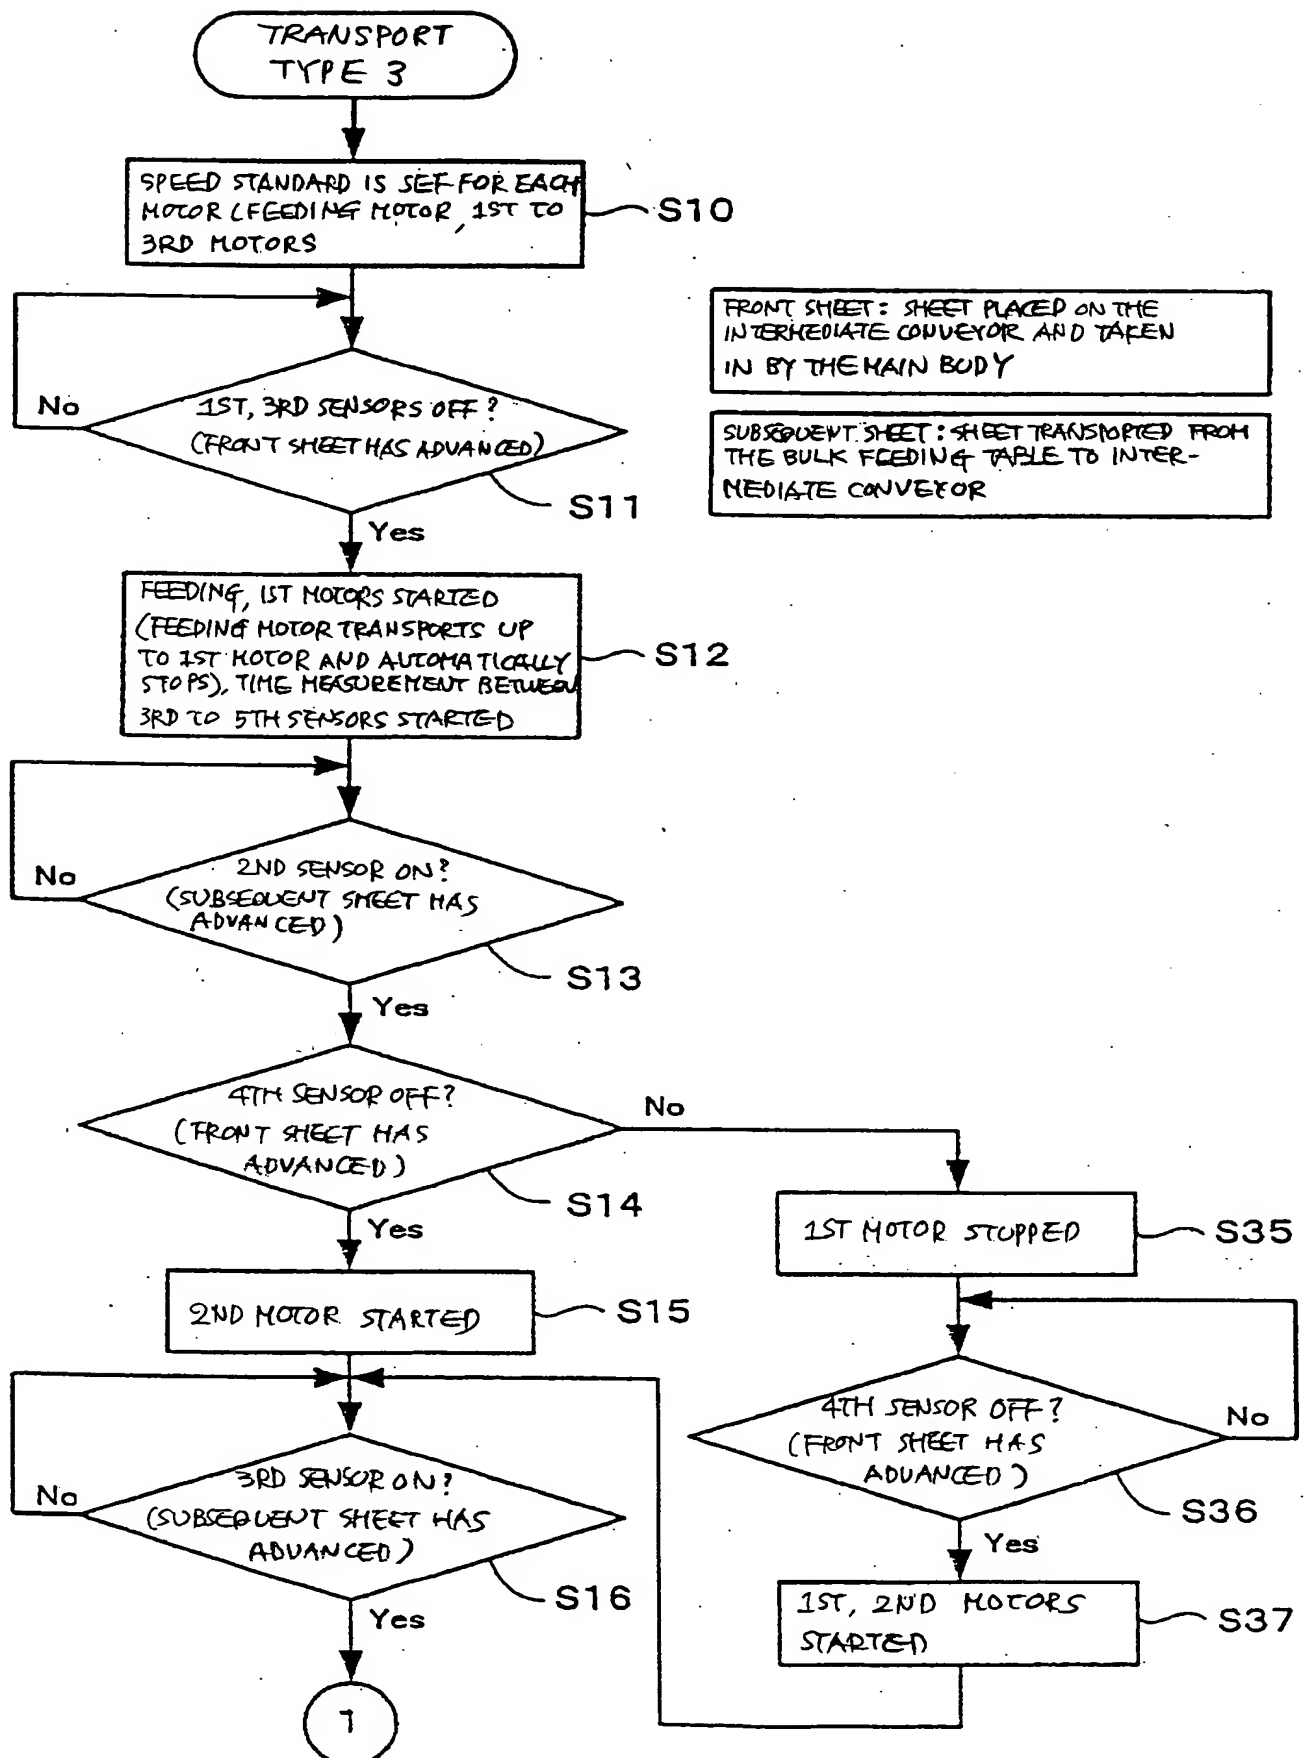 TRANSPORT
TYPE 3
SPEED STANDARD IS SET FOR EACH
MOTOR (FEEDING MOTOR, 1ST TO
3RD MOTORS
S10
FRONT SHEET: SHEET PLACED ON THE
INTERMEDIATE CONVEYOR AND TAKEN
IN BY THE MAIN BODY
No
1ST, 3RD SENSORS OFF?
(FRONT SHEET HAS ADVANCED)
S11
Yes
SUBSEQUENT SHEET: SHEET TRANSPORTED FROM
THE BULK FEEDING TABLE TO INTER-
MEDIATE CONVEYOR
FEEDING, 1ST MOTORS STARTED
(FEEDING MOTOR TRANSPORTS UP
TO 1ST MOTOR AND AUTOMATICALLY
STOPS), TIME MEASUREMENT BETWEEN
3RD TO 5TH SENSORS STARTED
S12
No
2ND SENSOR ON?
(SUBSEQUENT SHEET HAS
ADVANCED)
S13
Yes
4TH SENSOR OFF?
(FRONT SHEET HAS
ADVANCED)
No
S14
Yes
1ST MOTOR STOPPED
S35
2ND MOTOR STARTED
S15
4TH SENSOR OFF?
(FRONT SHEET HAS
ADVANCED)
No
S36
Yes
No
3RD SENSOR ON?
(SUBSEQUENT SHEET HAS
ADVANCED)
S16
Yes
1ST, 2ND MOTORS
STARTED
S37
1